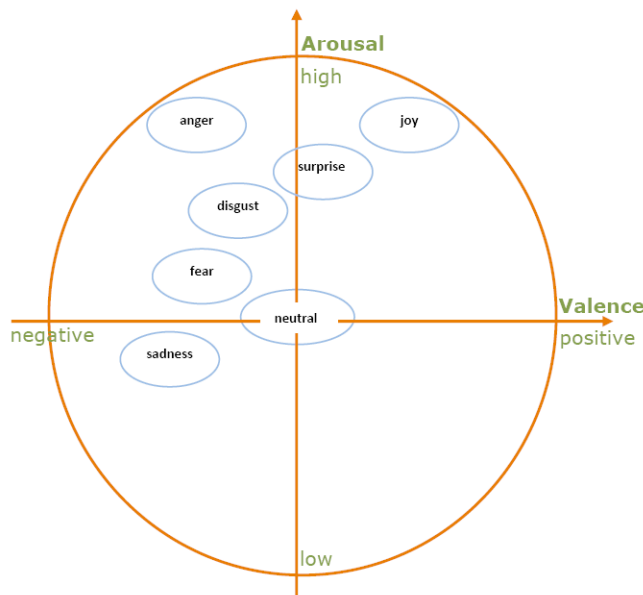 Arousal
high
anger
joy
surprise
disgust
fear
Valence
neutral
negative
positive
sadness
low